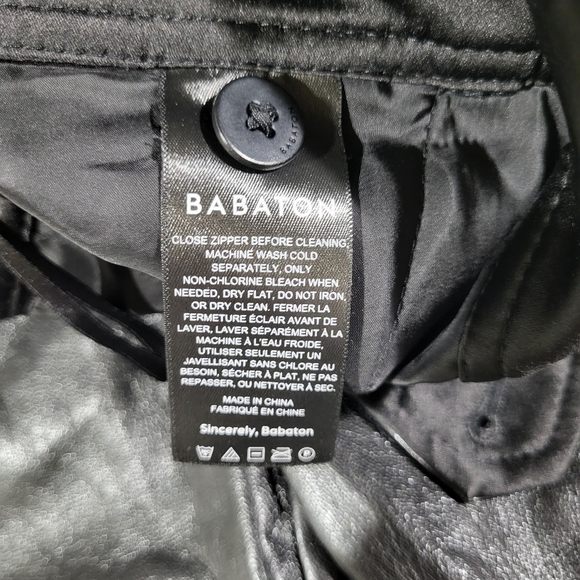 BABATON
BABATON
CLOSE ZIPPER BEFORE CLEANING,
MACHINE WASH COLD
SEPARATELY, ONLY
NON-CHLORINE BLEACH WHEN
NEEDED, DRY FLAT, DO NOT IRON,
OR DRY CLEAN. FERMER LA
FERMETURE ÉCLAIR AVANT DE
LAVER, LAVER SÉPARÉMENT À LA
MACHINE À L'EAU FROIDE,
UTILISER SEULEMENT UN
JAVELLISANT SANS CHLORE AU
BESOIN, SÉCHER À PLAT, NE PAS
REPASSER, OU NETTOYER À SEC.
MADE IN CHINA
FABRIQUÉ EN CHINE
Sincerely, Babaton